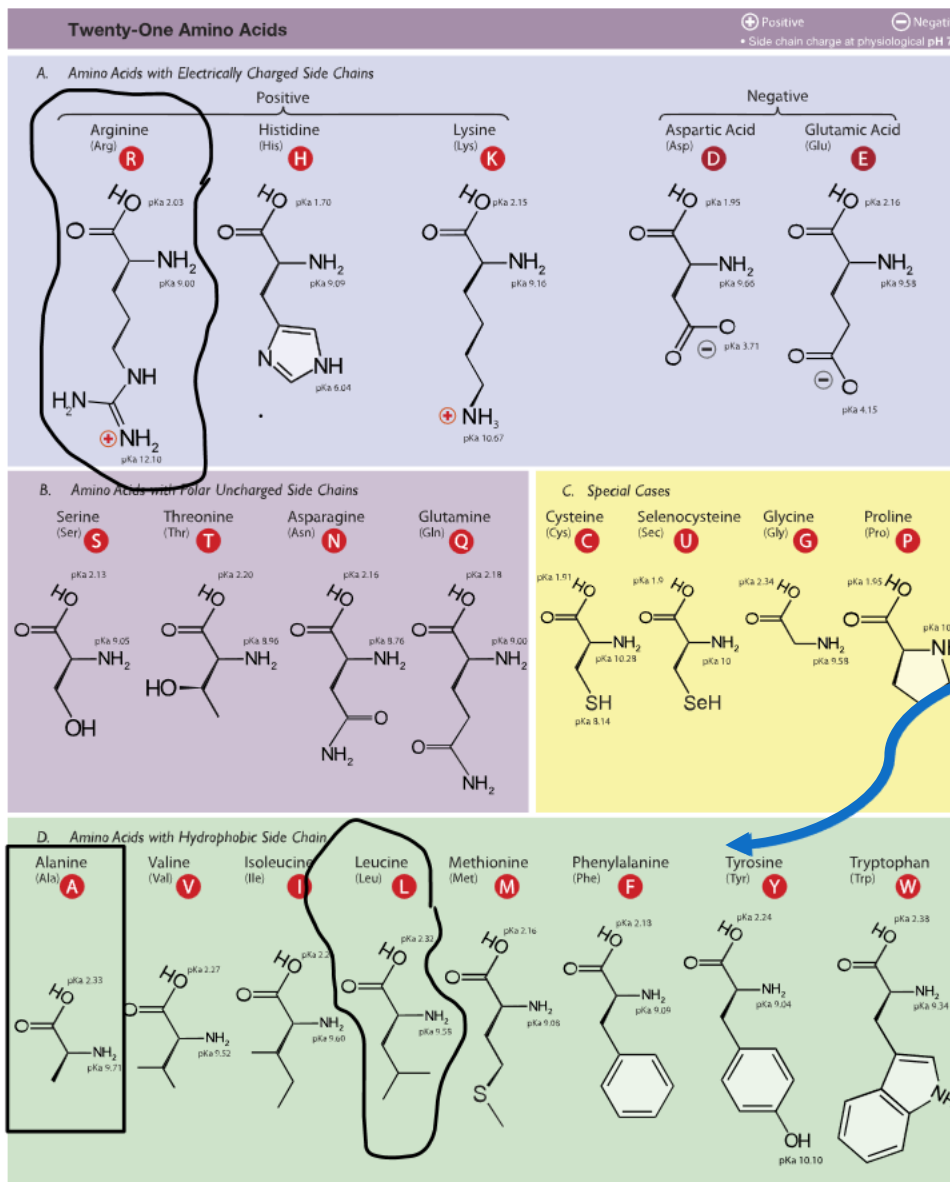 Twenty-One Amino Acids
+ Positive
− Negati
• Side chain charge at physiological pH 7
A. Amino Acids with Electrically Charged Side Chains
Positive
Negative
Arginine
(Arg) R
Histidine
(His) H
Lysine
(Lys) K
Aspartic Acid
(Asp) D
Glutamic Acid
(Glu) E
HO pKa 2.03
HO pKa 1.70
HO pKa 2.15
HO pKa 1.95
HO pKa 2.16
O
O
O
O
O
NH2
NH2
NH2
NH2
NH2
pKa 9.00
pKa 9.09
pKa 9.16
pKa 9.66
pKa 9.58
O
O −
pKa 3.71
N
NH
pKa 6.04
O
− O
pKa 4.15
NH
H2N
+ NH2
pKa 12.10
+ NH3
pKa 10.67
B. Amino Acids with Polar Uncharged Side Chains
Serine
(Ser) S
Threonine
(Thr) T
Asparagine
(Asn) N
Glutamine
(Gln) Q
pKa 2.13
pKa 2.20
pKa 2.16
pKa 2.18
HO
HO
HO
HO
O
O
O
O
pKa 9.05
pKa 8.96
pKa 8.76
pKa 9.00
NH2
NH2
NH2
NH2
OH
HO
O
NH2
O
NH2
C. Special Cases
Cysteine
(Cys) C
Selenocysteine
(Sec) U
Glycine
(Gly) G
Proline
(Pro) P
pKa 1.91
pKa 1.9
pKa 2.34
pKa 1.95
HO
HO
HO
HO
O
O
O
O
NH2
NH2
NH2
NH
pKa 10.28
pKa 10
pKa 9.58
pKa 10
SH
SeH
pKa 8.14
D. Amino Acids with Hydrophobic Side Chain
Alanine
(Ala) A
Valine
(Val) V
Isoleucine
(Ile) I
Leucine
(Leu) L
Methionine
(Met) M
Phenylalanine
(Phe) F
Tyrosine
(Tyr) Y
Tryptophan
(Trp) W
pKa 2.33
pKa 2.27
pKa 2.2
pKa 2.32
pKa 2.16
pKa 2.18
pKa 2.24
pKa 2.38
HO
HO
HO
HO
HO
HO
HO
HO
O
O
O
O
O
O
O
O
NH2
NH2
NH2
NH2
NH2
NH2
NH2
NH2
pKa 9.71
pKa 9.52
pKa 9.60
pKa 9.58
pKa 9.08
pKa 9.09
pKa 9.04
pKa 9.34
S
OH
pKa 10.10
NH